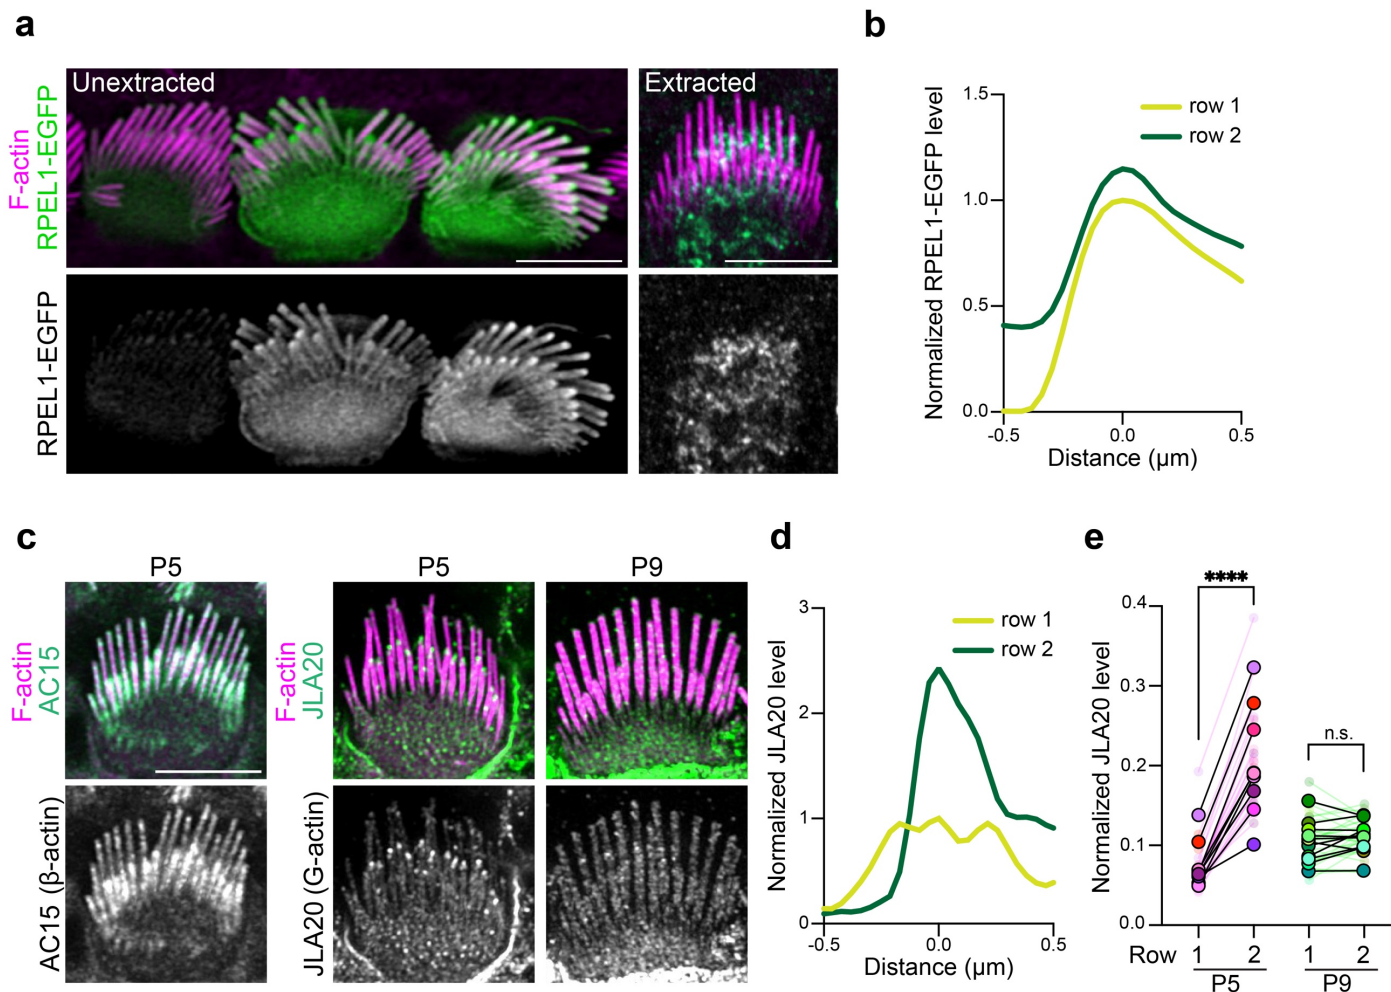 a
Unextracted
Extracted
F-actin
RPEL1-EGFP
RPEL1-EGFP
b
Normalized RPEL1-EGFP level
1.5
1.0
0.5
0.0
-0.5
0.0
0.5
Distance (µm)
row 1
row 2
c
P5
P5
P9
F-actin
AC15
F-actin
JLA20
AC15 (β-actin)
JLA20 (G-actin)
d
Normalized JLA20 level
3
2
1
0
-0.5
0.0
0.5
Distance (µm)
row 1
row 2
e
Normalized JLA20 level
0.4
0.3
0.2
0.1
0.0
****
n.s.
Row
1
2
1
2
P5
P9